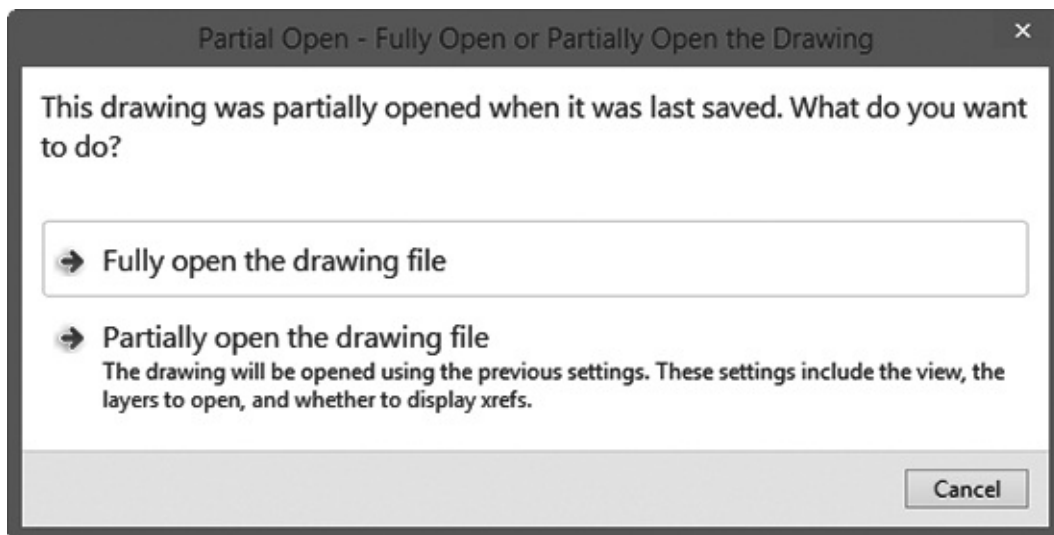 Partial Open - Fully Open or Partially Open the Drawing
This drawing was partially opened when it was last saved. What do you want
to do?
Fully open the drawing file
Partially open the drawing file
The drawing will be opened using the previous settings. These settings include the view, the
layers to open, and whether to display xrefs.
Cancel